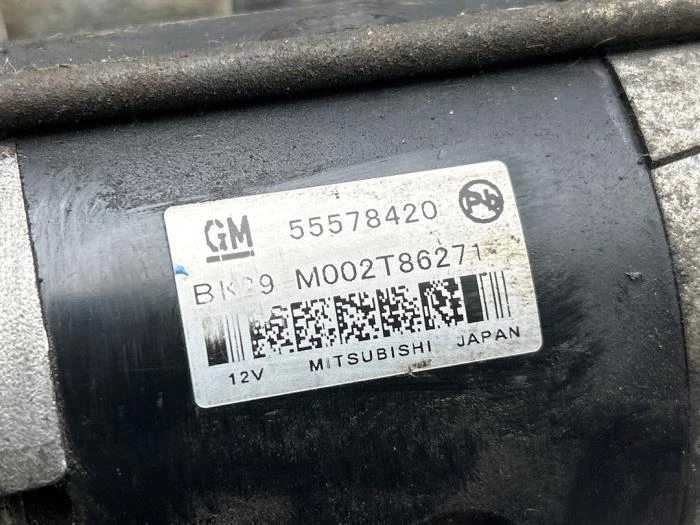 GM 55578420 Pb
M002T86271
12V MITSUBISHI JAPAN